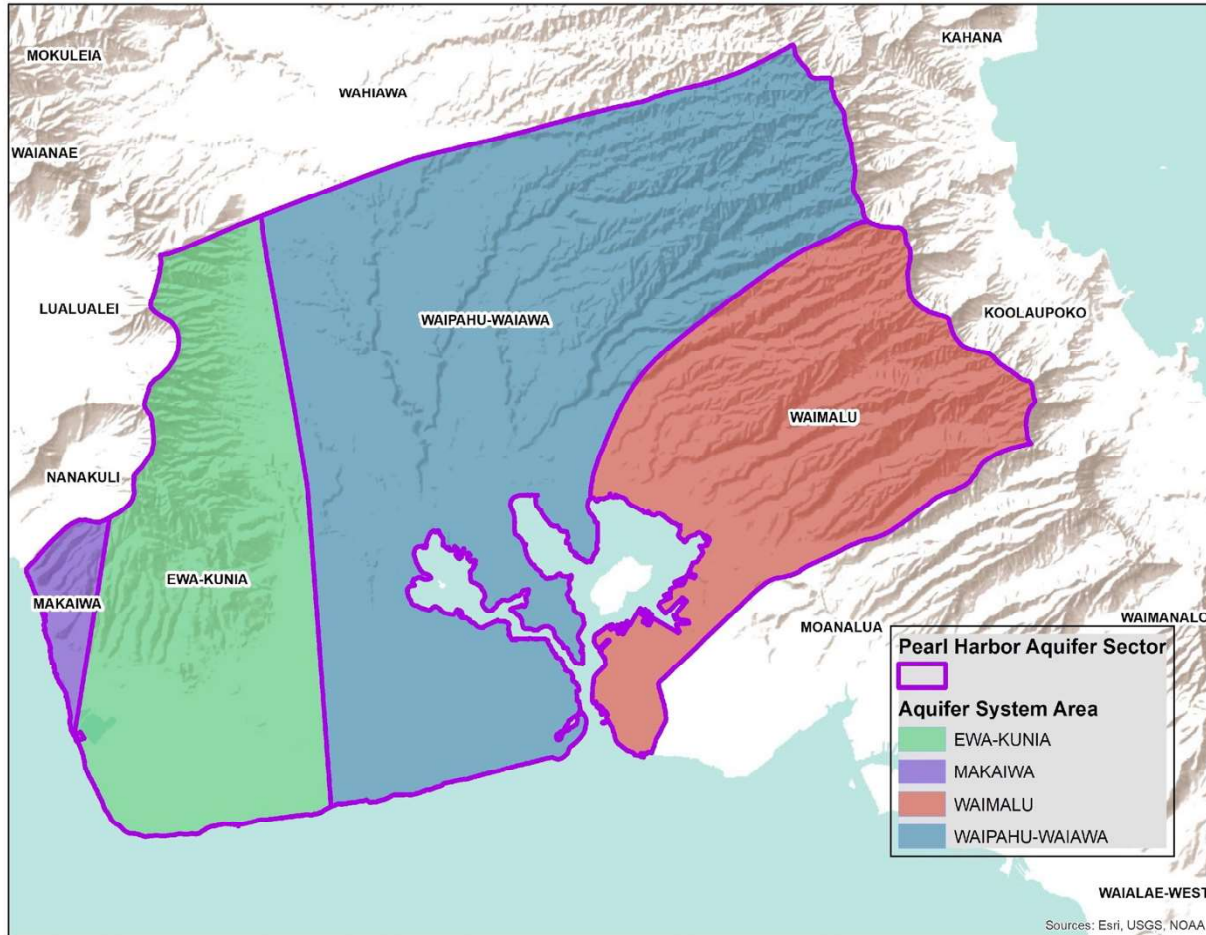 KAHANA
MOKULEIA
WAHIAWA
WAIANAE
LUALUALEI
KOOLAUPOKO
WAIPAHU-WAIAWA
WAIMALU
NANAKULI
EWA-KUNIA
MAKAIWA
WAIMANALO
MOANALUA
Pearl Harbor Aquifer Sector
Aquifer System Area
EWA-KUNIA
MAKAIWA
WAIMALU
WAIPAHU-WAIAWA
WAIALAE-WEST
Sources: Esri, USGS, NOAA